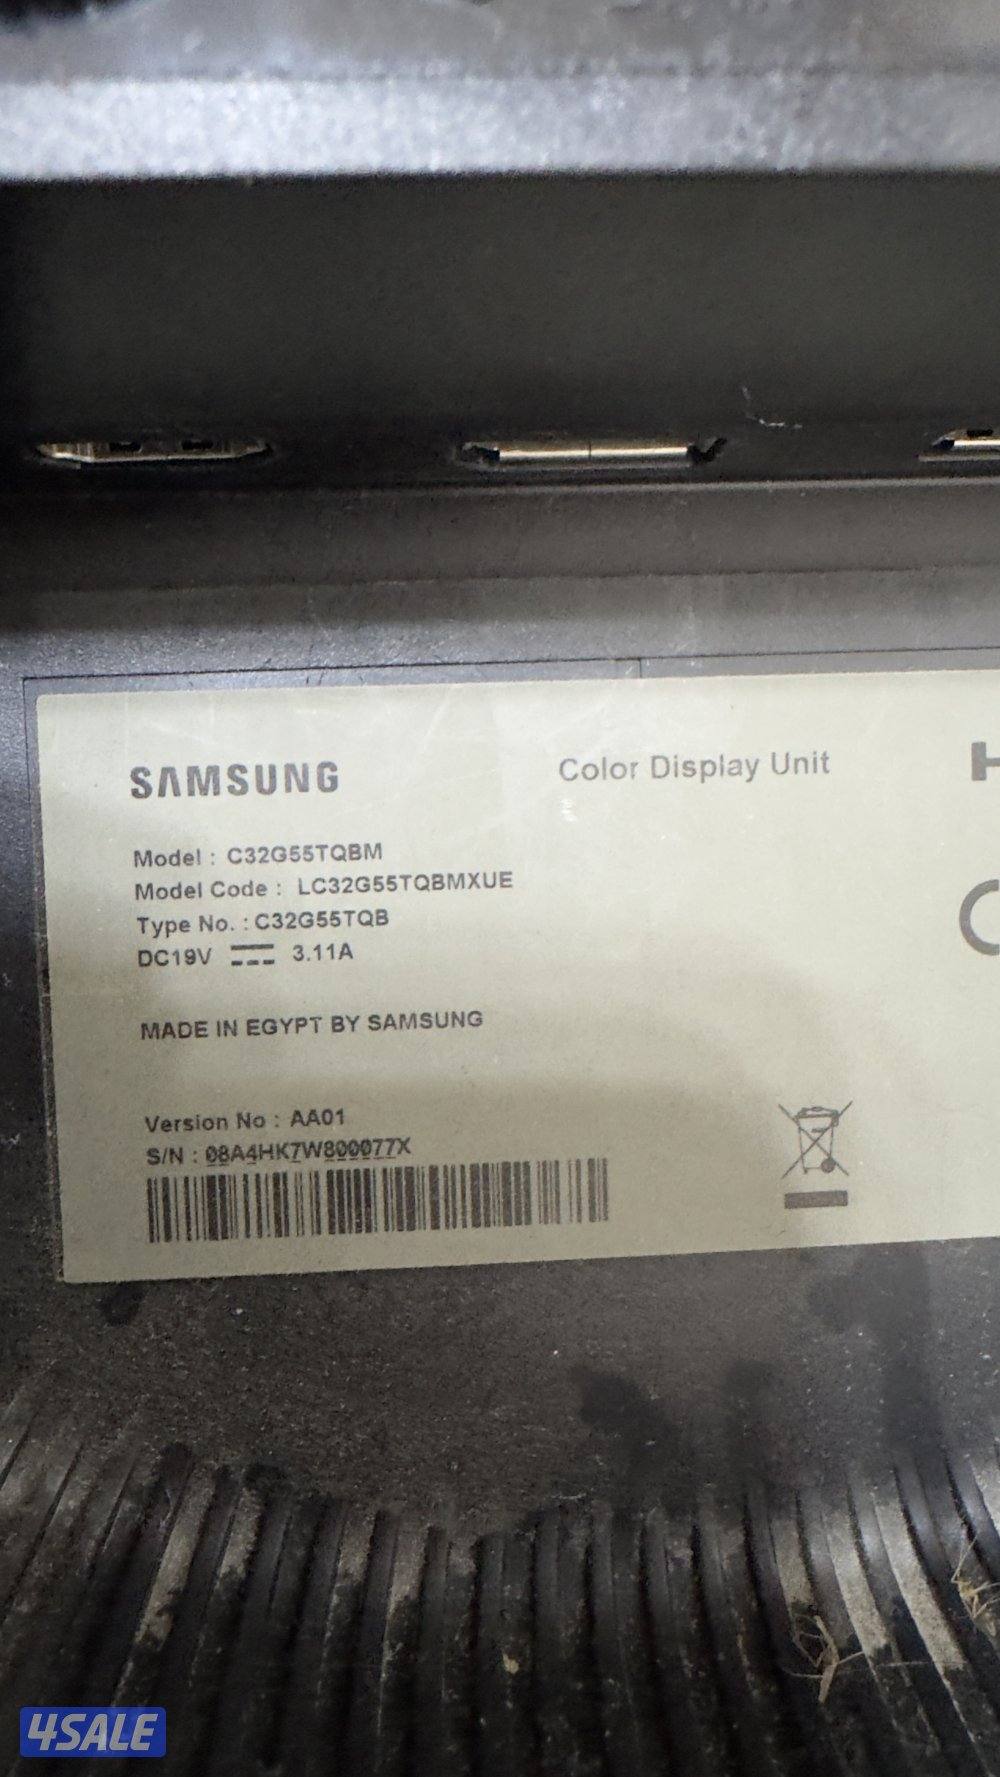 SAMSUNG
Color Display Unit
H
Model : C32G55TQBM
Model Code : LC32G55TQBMXUE
Type No. : C32G55TQB
DC19V 3.11A
MADE IN EGYPT BY SAMSUNG
Version No : AA01
S/N : 08A4HK7W800077X
4SALE